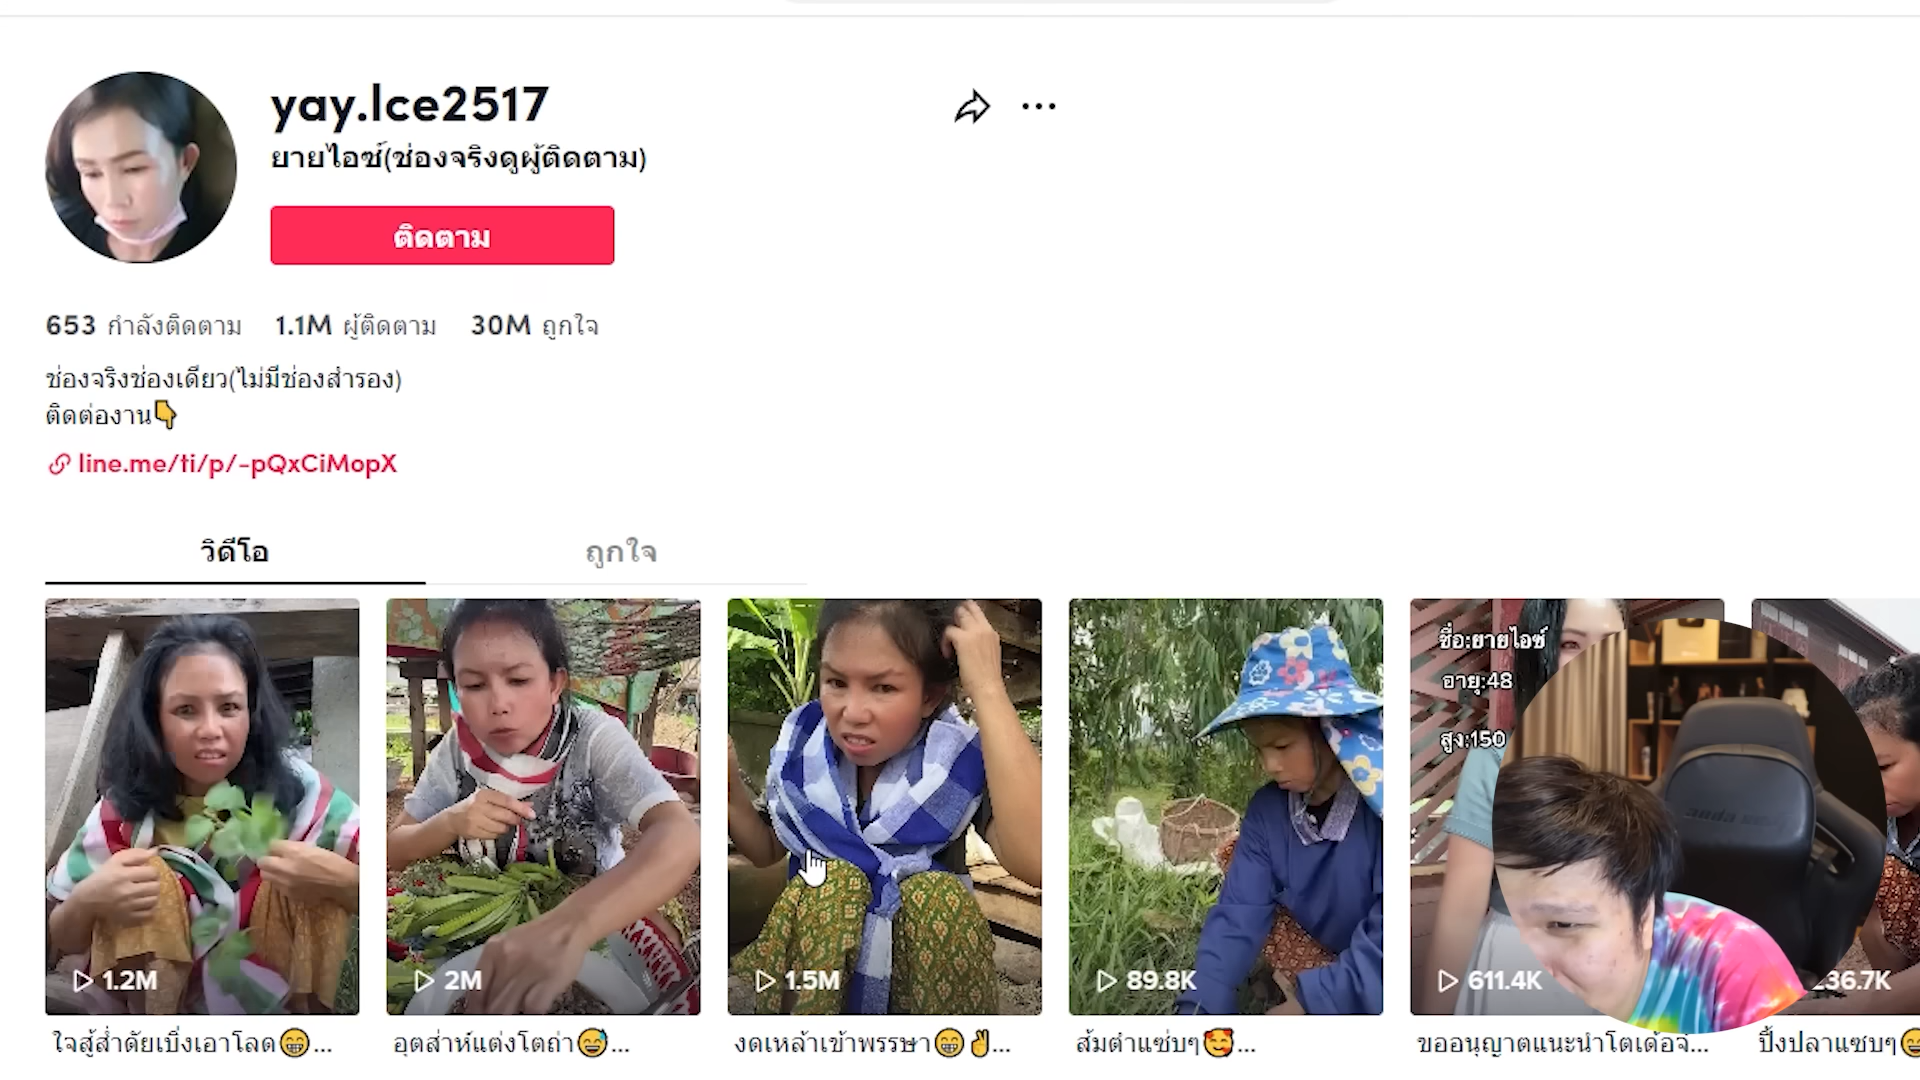 yay.lce2517
ยายไอซ์(ช่องจริงดูผู้ติดตาม)
ติดตาม
653 กำลังติดตาม 1.1M ผู้ติดตาม 30M ถูกใจ
ช่องจริงช่องเดียว(ไม่มีช่องสำรอง)
ติดต่องาน👇
line.me/ti/p/-pQxCiMopX
วิดีโอ ถูกใจ
ชื่อ:ยายไอซ์
อายุ:48
สูง:150
1.2M 2M 1.5M 89.8K 611.4K 36.7K
ใจสู้ส่ำดัยเบิ่งเอาโลด😁...
อุตส่าห์แต่งโตถ่า😅...
งดเหล้าเข้าพรรษา😁✌...
ส้มตำแซ่บๆ🥰...
ขออนุญาตแนะนำโตเด้อจ้...
ปิ้งปลาแซบๆ😄